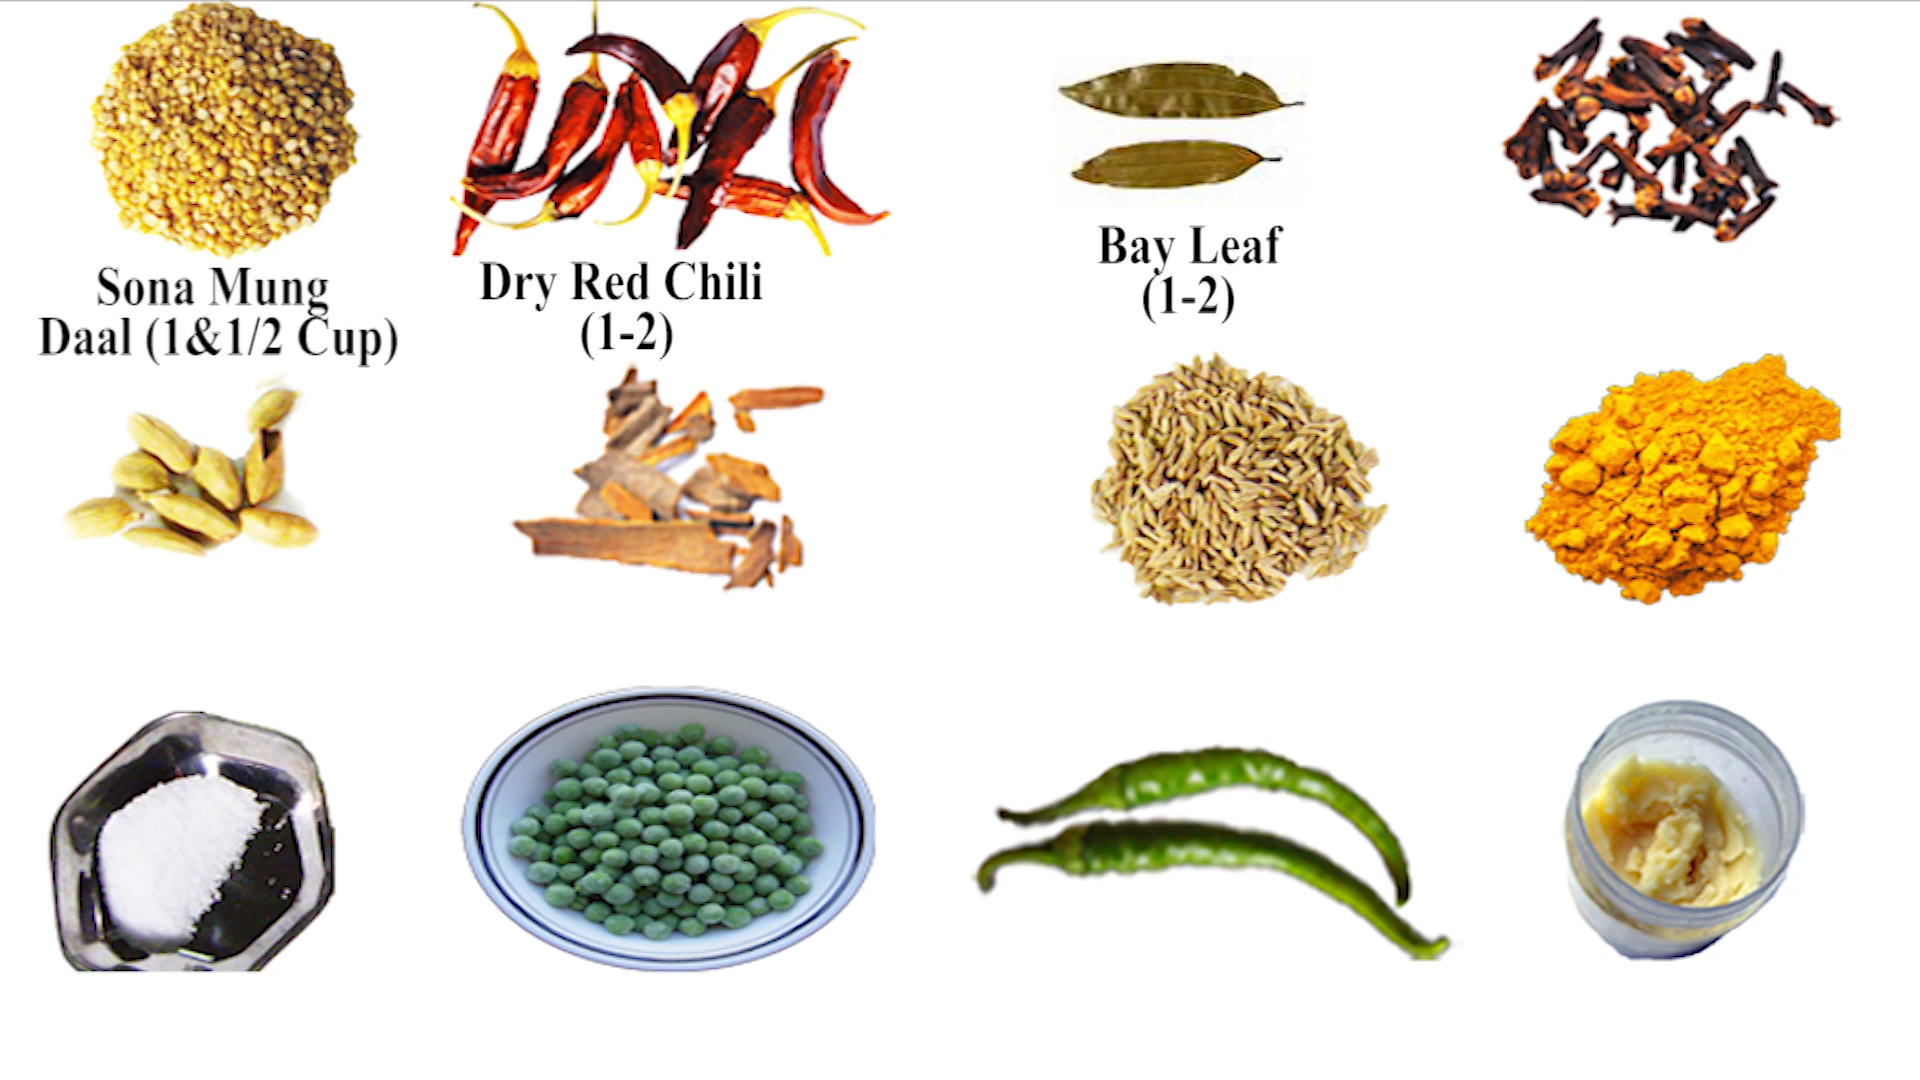 Sona Mung
Daal (1&1/2 Cup)
Dry Red Chili
(1-2)
Bay Leaf
(1-2)